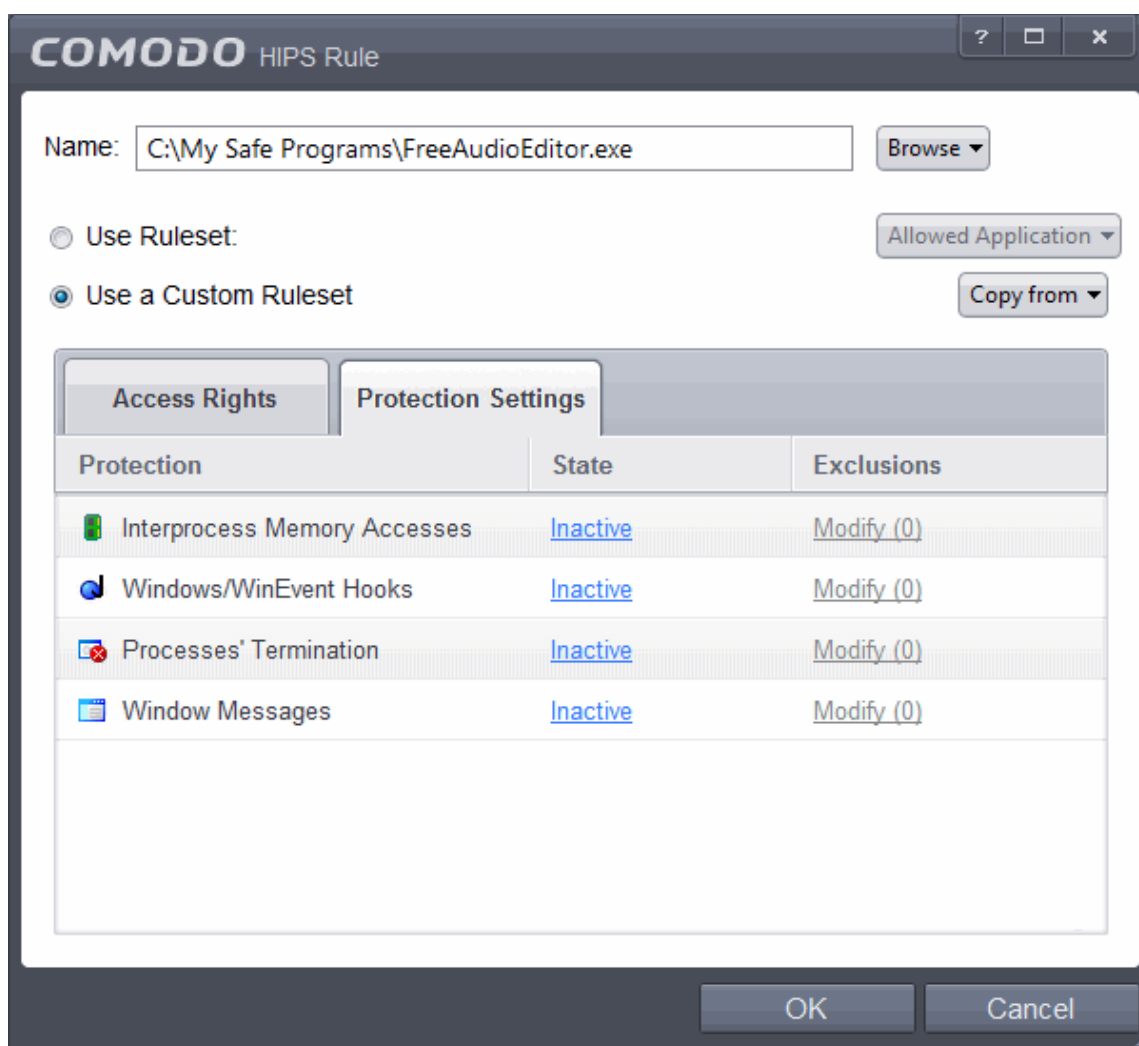 COMODO HIPS Rule ? x
Name: C:\My Safe Programs\FreeAudioEditor.exe Browse
Use Ruleset: Allowed Application
Use a Custom Ruleset Copy from
Access Rights Protection Settings
Protection State Exclusions
Interprocess Memory Accesses Inactive Modify (0)
Windows/WinEvent Hooks Inactive Modify (0)
Processes' Termination Inactive Modify (0)
Window Messages Inactive Modify (0)
OK Cancel